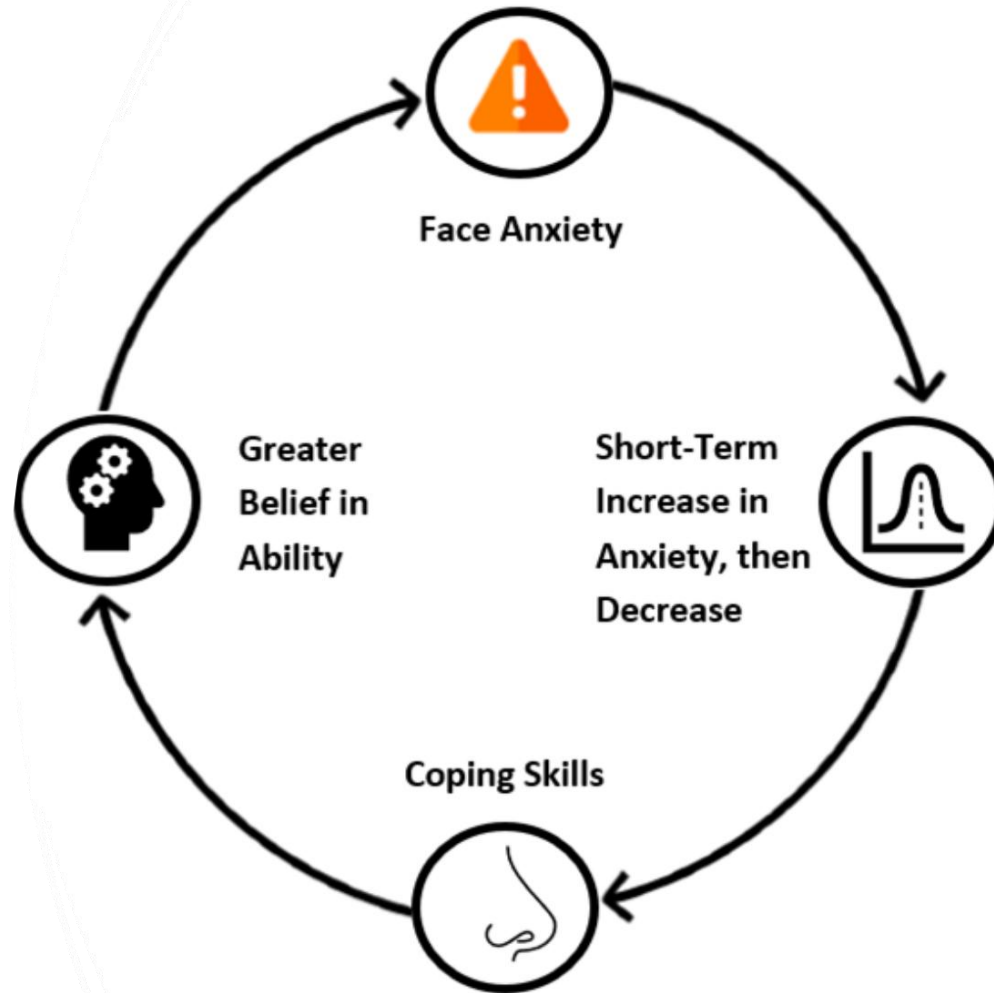 Face Anxiety
Short-Term
Increase in
Anxiety, then
Decrease
Coping Skills
Greater
Belief in
Ability